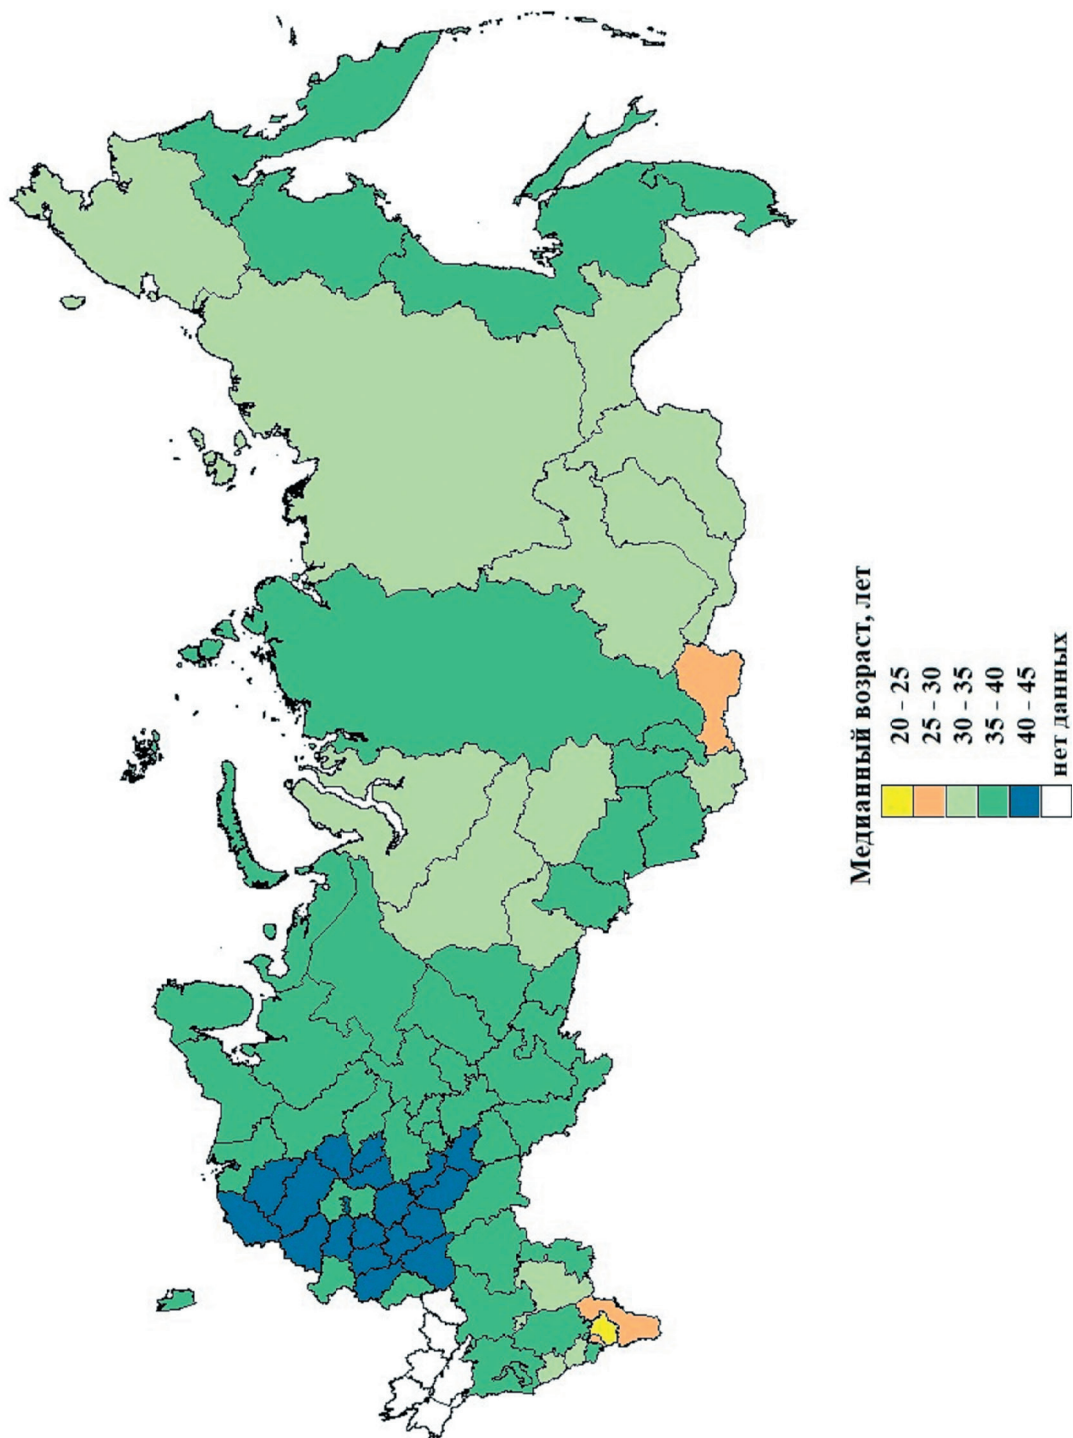 Медианный возраст, лет
20 – 25
25 – 30
30 – 35
35 – 40
40 – 45
нет данных